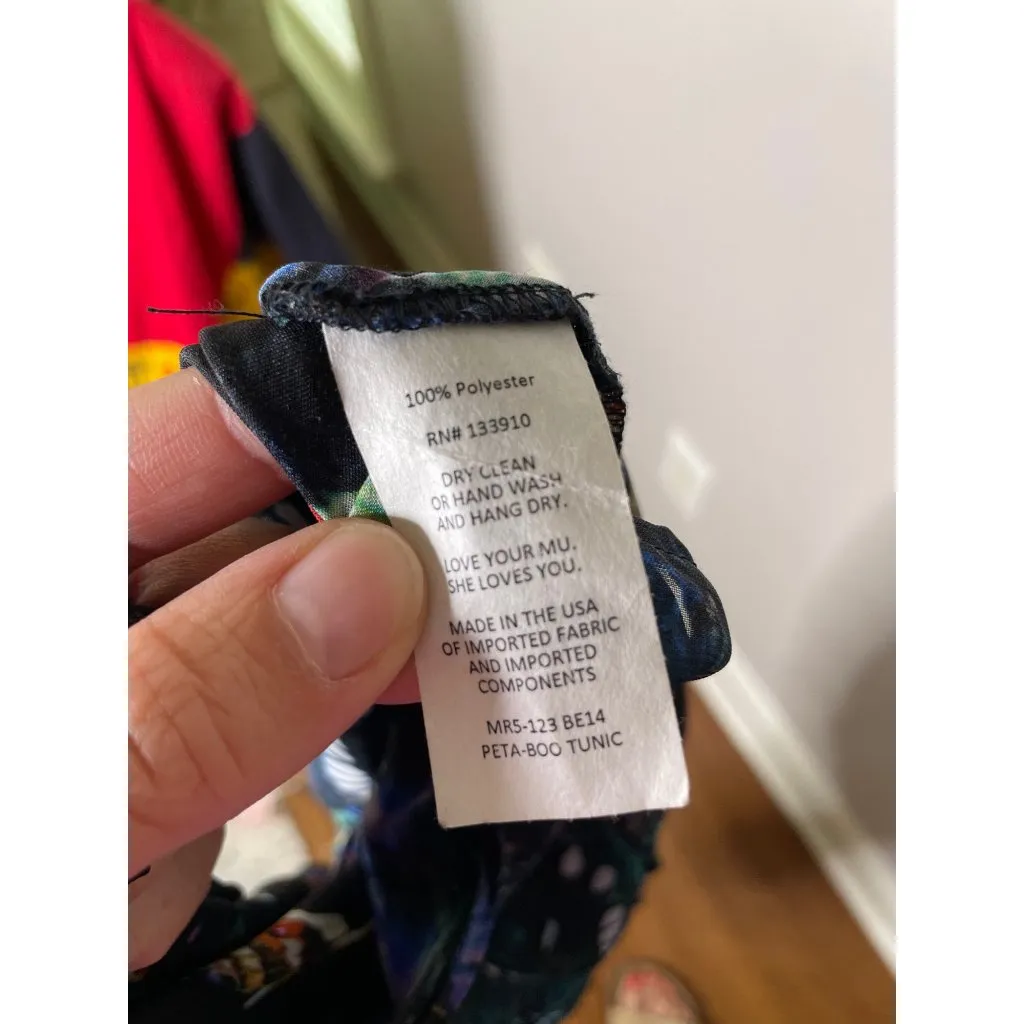 100% Polyester
RN# 133910
DRY CLEAN
OR HAND WASH
AND HANG DRY.
LOVE YOUR MU.
SHE LOVES YOU.
MADE IN THE USA
OF IMPORTED FABRIC
AND IMPORTED
COMPONENTS
MR5-123 BE14
PETA-BOO TUNIC